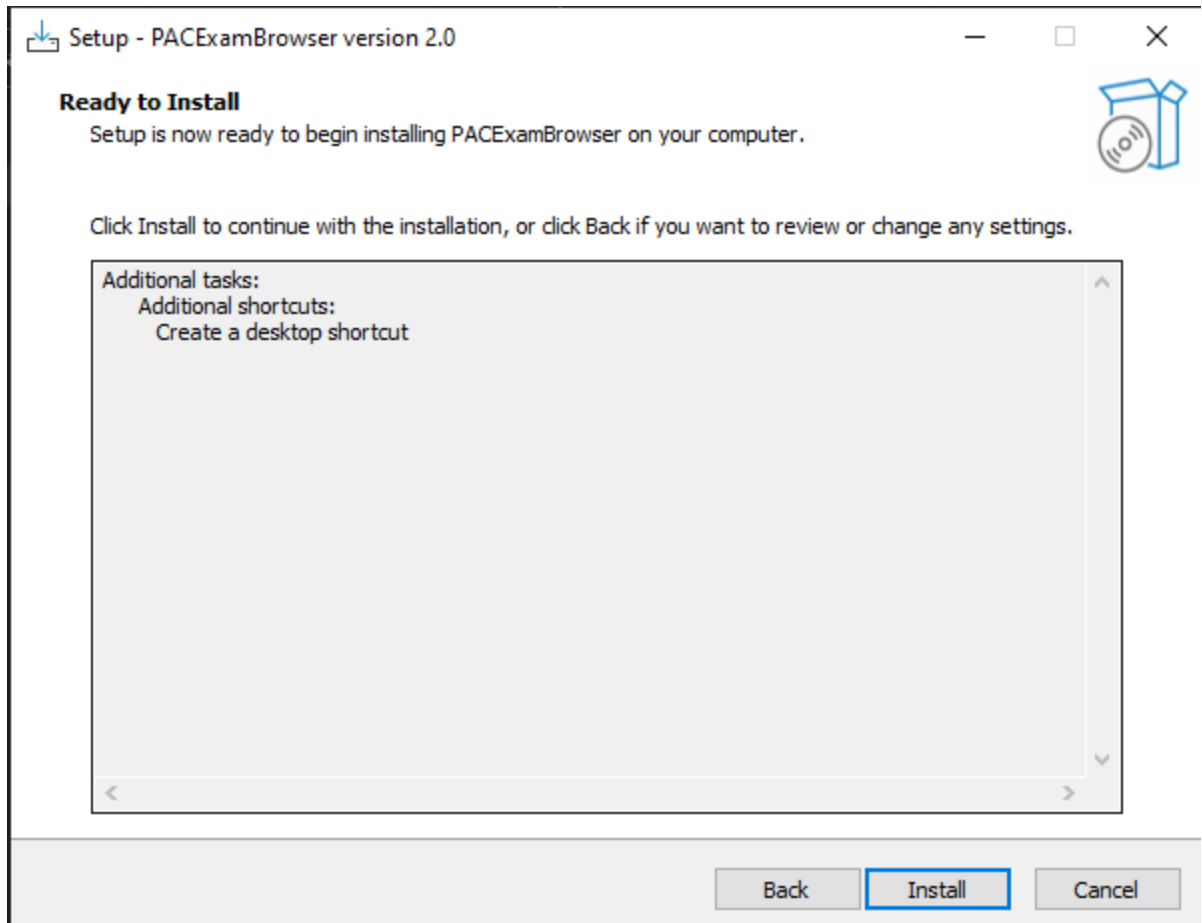 Setup - PACExamBrowser version 2.0
Ready to Install
Setup is now ready to begin installing PACExamBrowser on your computer.
Click Install to continue with the installation, or click Back if you want to review or change any settings.
Additional tasks:
Additional shortcuts:
Create a desktop shortcut
Back Install Cancel